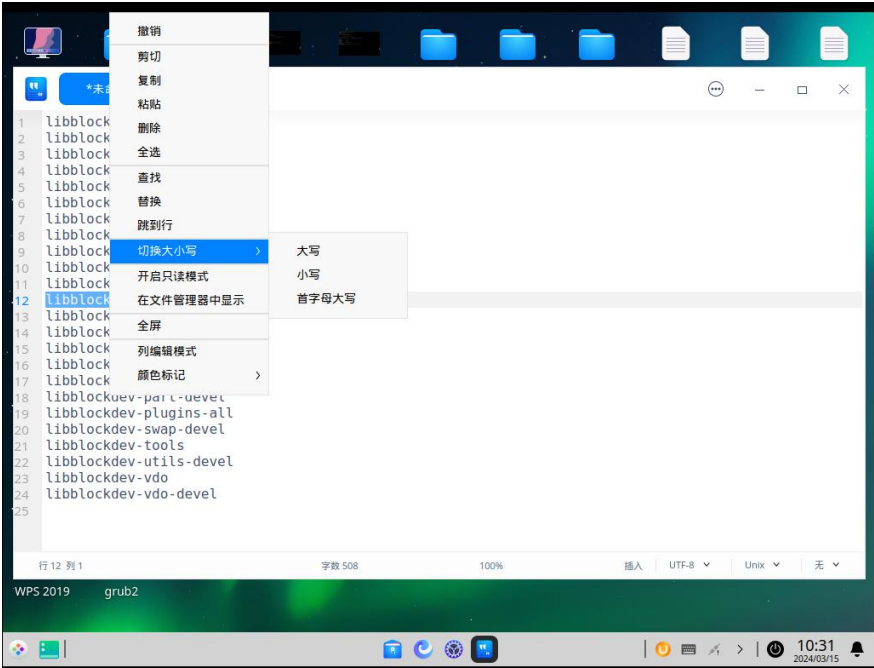 撤销
剪切
复制
粘贴
删除
全选
查找
替换
跳到行
切换大小写
大写
小写
首字母大写
开启只读模式
在文件管理器中显示
全屏
列编辑模式
颜色标记
*未
1 libblock
2 libblock
3 libblock
4 libblock
5 libblock
6 libblock
7 libblock
8 libblock
9 libblock
10 libblock
11 libblock
12 libblock
13 libblock
14 libblock
15 libblock
16 libblock
17 libblock
18 libblockdev-part-devel
19 libblockdev-plugins-all
20 libblockdev-swap-devel
21 libblockdev-tools
22 libblockdev-utils-devel
23 libblockdev-vdo
24 libblockdev-vdo-devel
25
行 12 列 1 字数 508 100% 插入 UTF-8 Unix 无
WPS 2019 grub2
10:31
2024/03/15